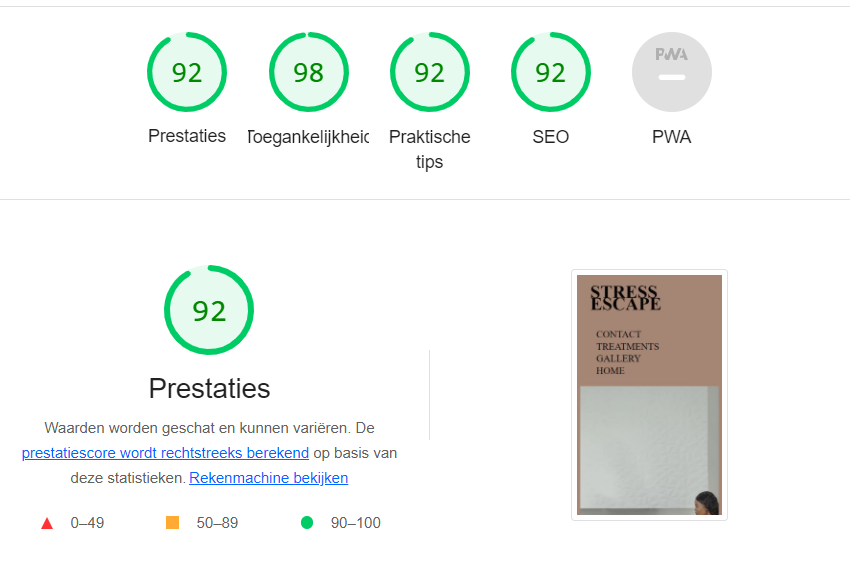 92
98
92
92
PWA
Prestaties
Toegankelijkheid
Praktische
tips
SEO
PWA
92
Prestaties
Waarden worden geschat en kunnen variëren. De
prestatiescore wordt rechtstreeks berekend op basis van
deze statistieken. Rekenmachine bekijken
0–49
50–89
90–100
STRESS
ESCAPE
CONTACT
TREATMENTS
GALLERY
HOME